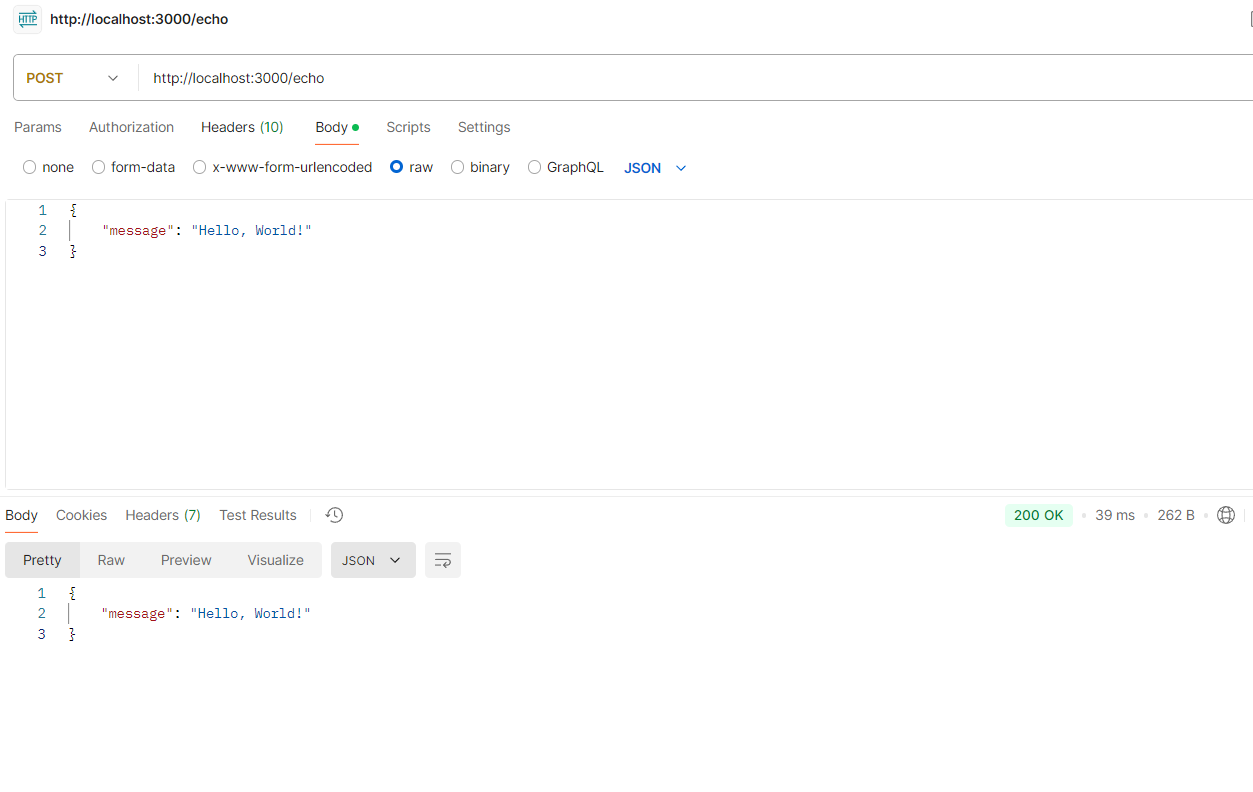 HTTP http://localhost:3000/echo
POST http://localhost:3000/echo
Params Authorization Headers (10) Body Scripts Settings
none form-data x-www-form-urlencoded raw binary GraphQL JSON
1 {
2 "message": "Hello, World!"
3 }
Body Cookies Headers (7) Test Results 200 OK 39 ms 262 B
Pretty Raw Preview Visualize JSON
1 {
2 "message": "Hello, World!"
3 }